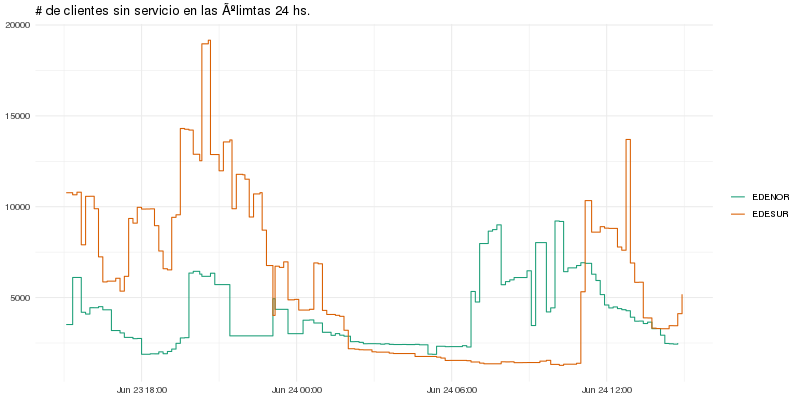 # de clientes sin servicio en las Ãºlimtas 24 hs.
20000
15000
10000
5000
Jun 23 18:00
Jun 24 00:00
Jun 24 06:00
Jun 24 12:00
EDENOR
EDESUR